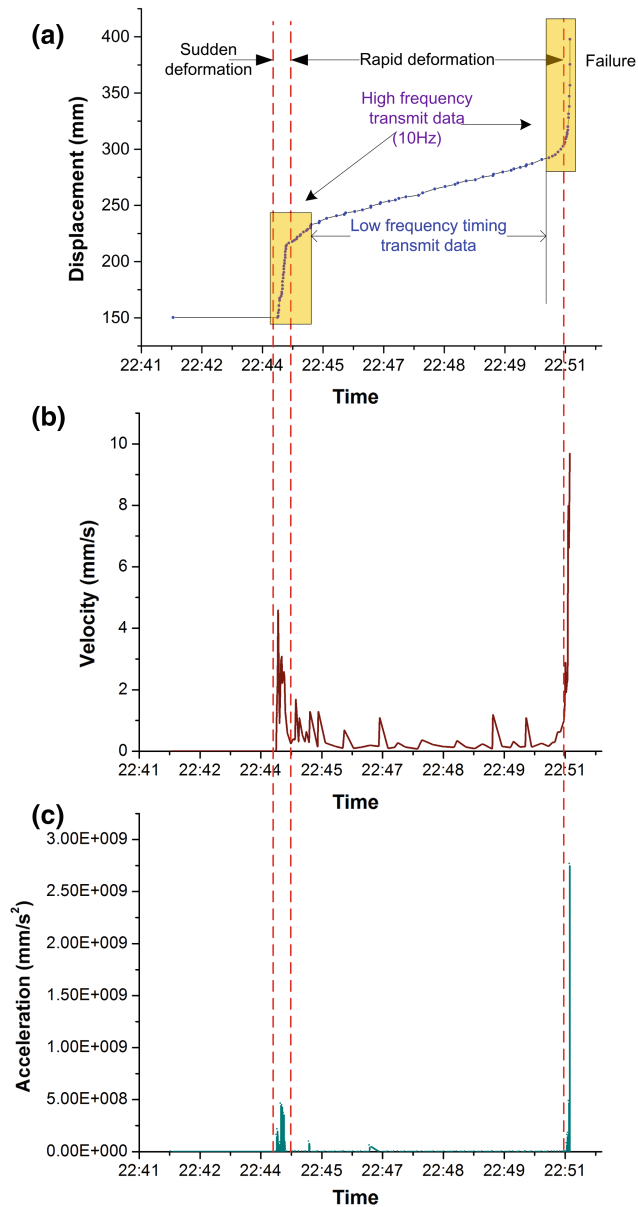 (a)
Displacement (mm)
400
350
300
250
200
150
Sudden
deformation
Rapid deformation
Failure
High frequency
transmit data
(10Hz)
Low frequency timing
transmit data
22:41 22:42 22:44 22:45 22:47 22:48 22:49 22:51
Time
(b)
Velocity (mm/s)
10
8
6
4
2
0
22:41 22:42 22:44 22:45 22:47 22:48 22:49 22:51
Time
(c)
Acceleration (mm/s²)
3.00E+009
2.50E+009
2.00E+009
1.50E+009
1.00E+009
5.00E+008
0.00E+000
22:41 22:42 22:44 22:45 22:47 22:48 22:49 22:51
Time